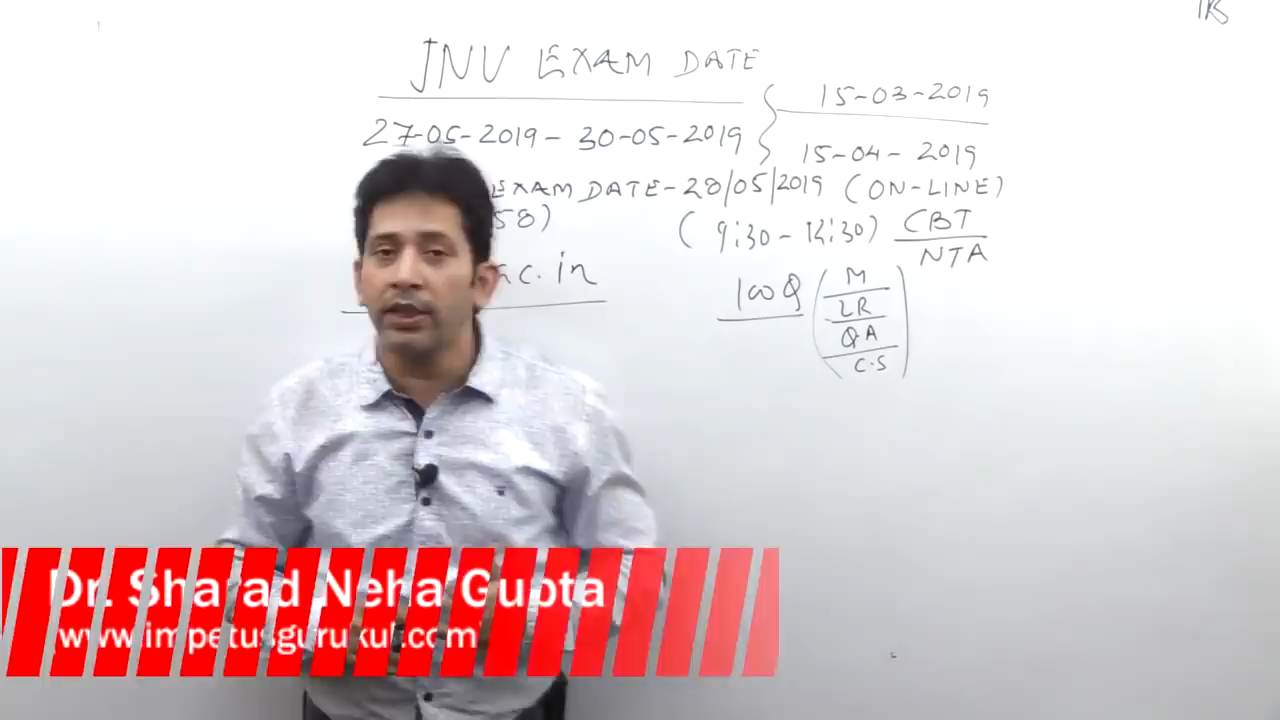 IK
JNU EXAM DATE
27-05-2019 - 30-05-2019
15-03-2019
15-04-2019
EXAM DATE - 28/05/2019 (ON-LINE)
58)
(9:30 - 12:30) CBT
NTA
c.in
100 Q
M
LR
QA
C.S
Dr. Sharad Neha Gupta
www.impetusgurukul.com